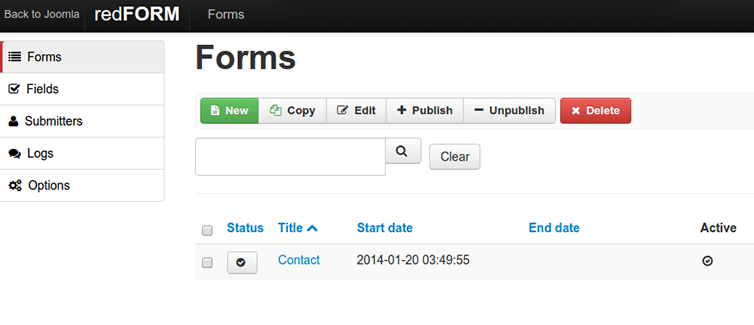 Back to Joomla redFORM Forms
Forms
Fields
Submitters
Logs
Options
Forms
New Copy Edit Publish Unpublish Delete
Clear
Status Title Start date End date Active
Contact 2014-01-20 03:49:55